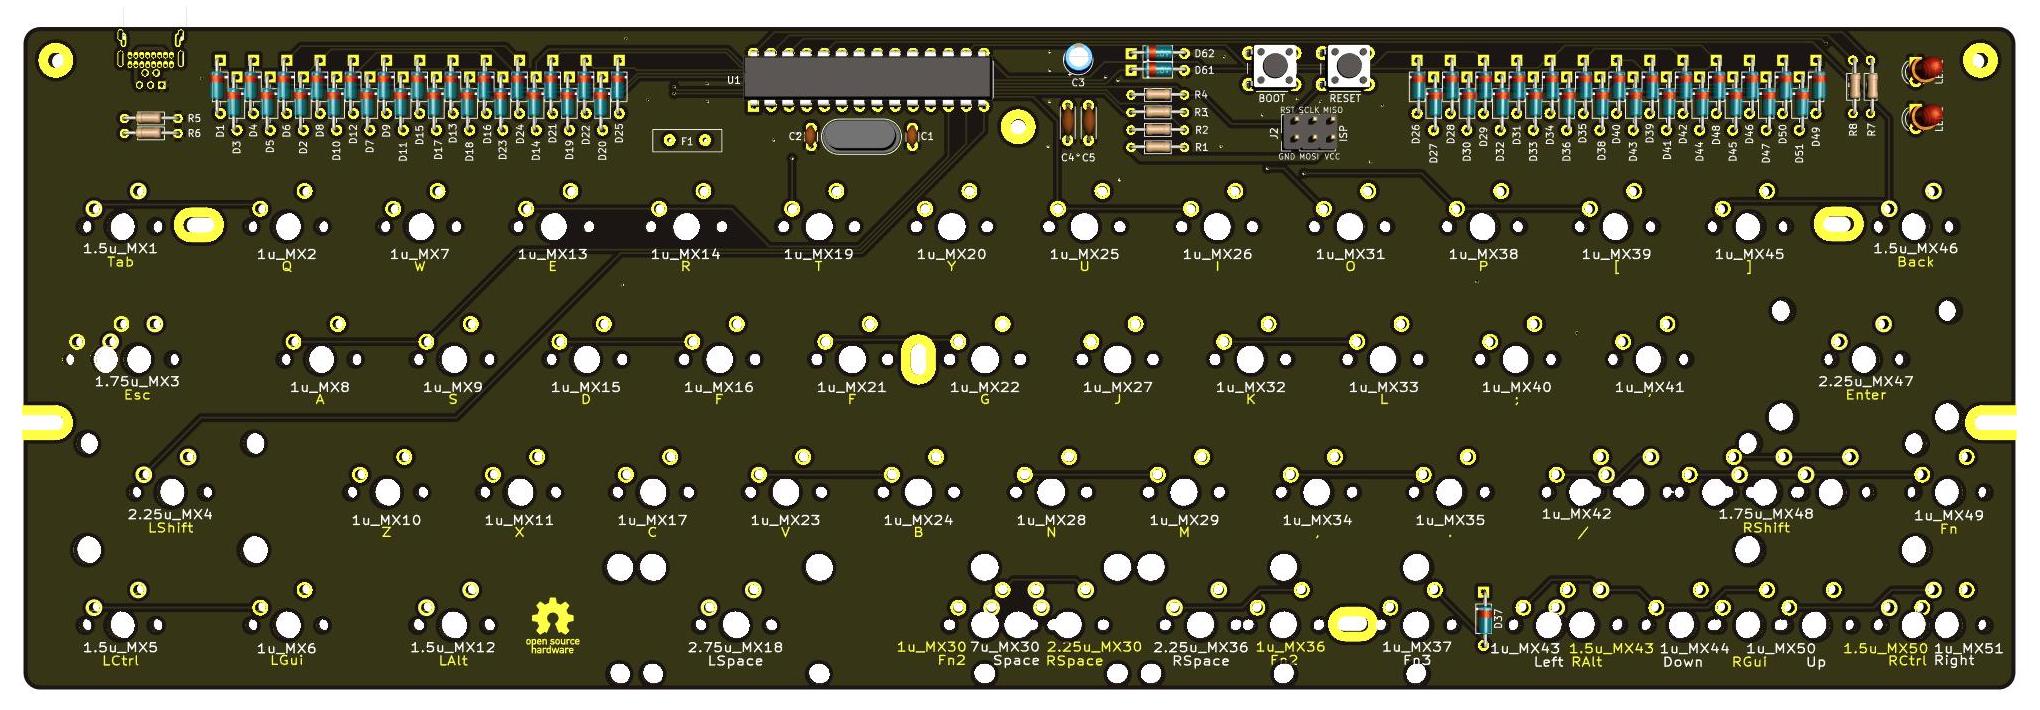 U1
C3
D62
D61
R4
R3
R2
R1
BOOT
RESET
RST SCLK MISO
J2
ISP
GND MOSI VCC
R5
R6
D1 D4 D6 D8 D12 D9 D15 D13 D16 D24 D21 D22 D25
D3 D5 D2 D10 D7 D11 D17 D18 D23 D14 D19 D20
F1
C2
C1
C4 C5
D26 D28 D29 D31 D34 D35 D40 D39 D42 D48 D46 D50 D49
D27 D30 D32 D33 D36 D38 D43 D41 D44 D45 D47 D51
R8 R7
1.5u_MX1 1u_MX2 1u_MX7 1u_MX13 1u_MX14 1u_MX19 1u_MX20 1u_MX25 1u_MX26 1u_MX31 1u_MX38 1u_MX39 1u_MX45 1.5u_MX46
Tab Q W E R T Y U I O P [ ] Back
1.75u_MX3 1u_MX8 1u_MX9 1u_MX15 1u_MX16 1u_MX21 1u_MX22 1u_MX27 1u_MX32 1u_MX33 1u_MX40 1u_MX41 2.25u_MX47
Esc A S D F F G J K L ; ' Enter
2.25u_MX4 1u_MX10 1u_MX11 1u_MX17 1u_MX23 1u_MX24 1u_MX28 1u_MX29 1u_MX34 1u_MX35 1u_MX42 1.75u_MX48 1u_MX49
LShift Z X C V B N M , . / RShift Fn
D37
open source
hardware
1.5u_MX5 1u_MX6 1.5u_MX12 2.75u_MX18 1u_MX30 7u_MX30 2.25u_MX30 2.25u_MX36 1u_MX36 1u_MX37 1u_MX43 1.5u_MX43 1u_MX44 1u_MX50 1.5u_MX50 1u_MX51
LCtrl LGui LAlt LSpace Fn2 Space RSpace RSpace Fn2 Fn3 Left RAlt Down RGui Up RCtrl Right